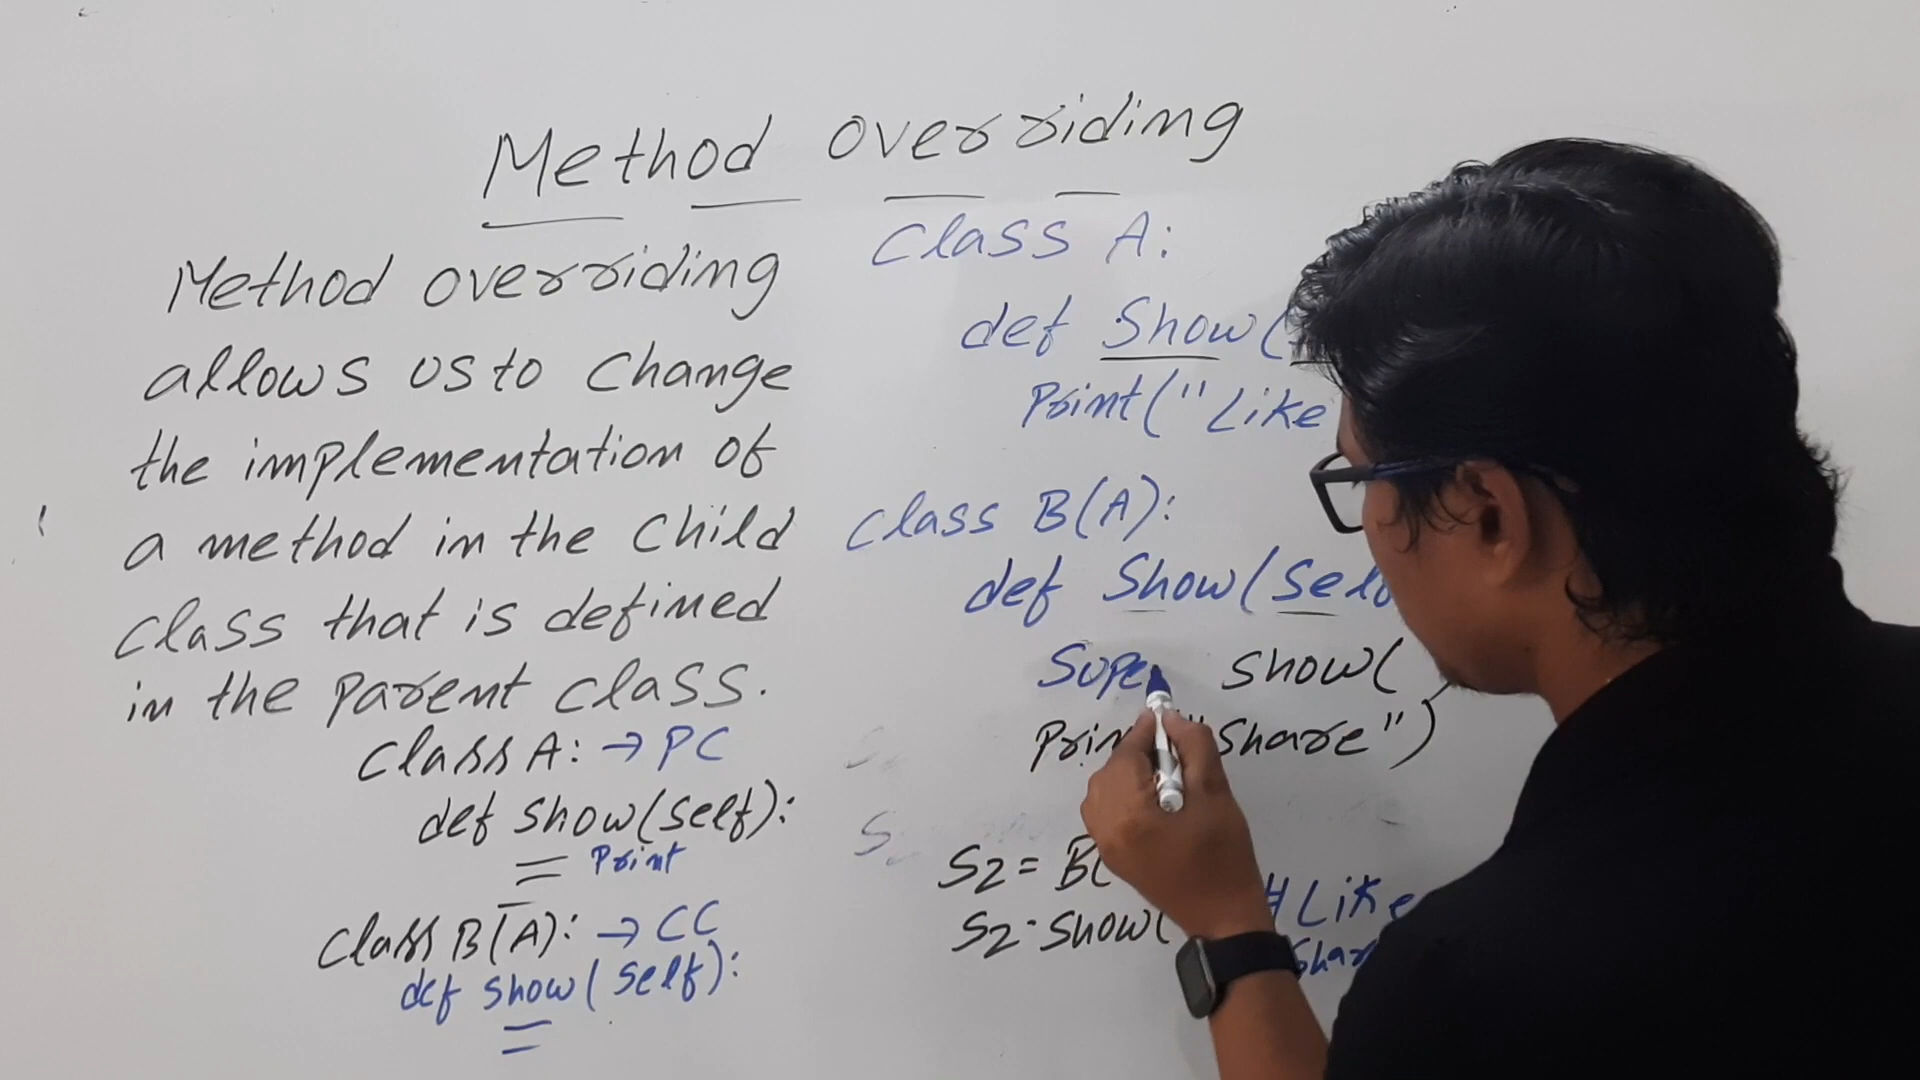 Method overriding
Method overriding
allows us to change
the implementation of
a method in the child
class that is defined
in the parent class.
class A: → PC
def show(self):
Print
class B(A): → CC
def show(self):
class A:
def show(
Print("Like
class B(A):
def show(self
Supe show(
Print("Share")
S2 = B(
S2.show( #Like
Shar